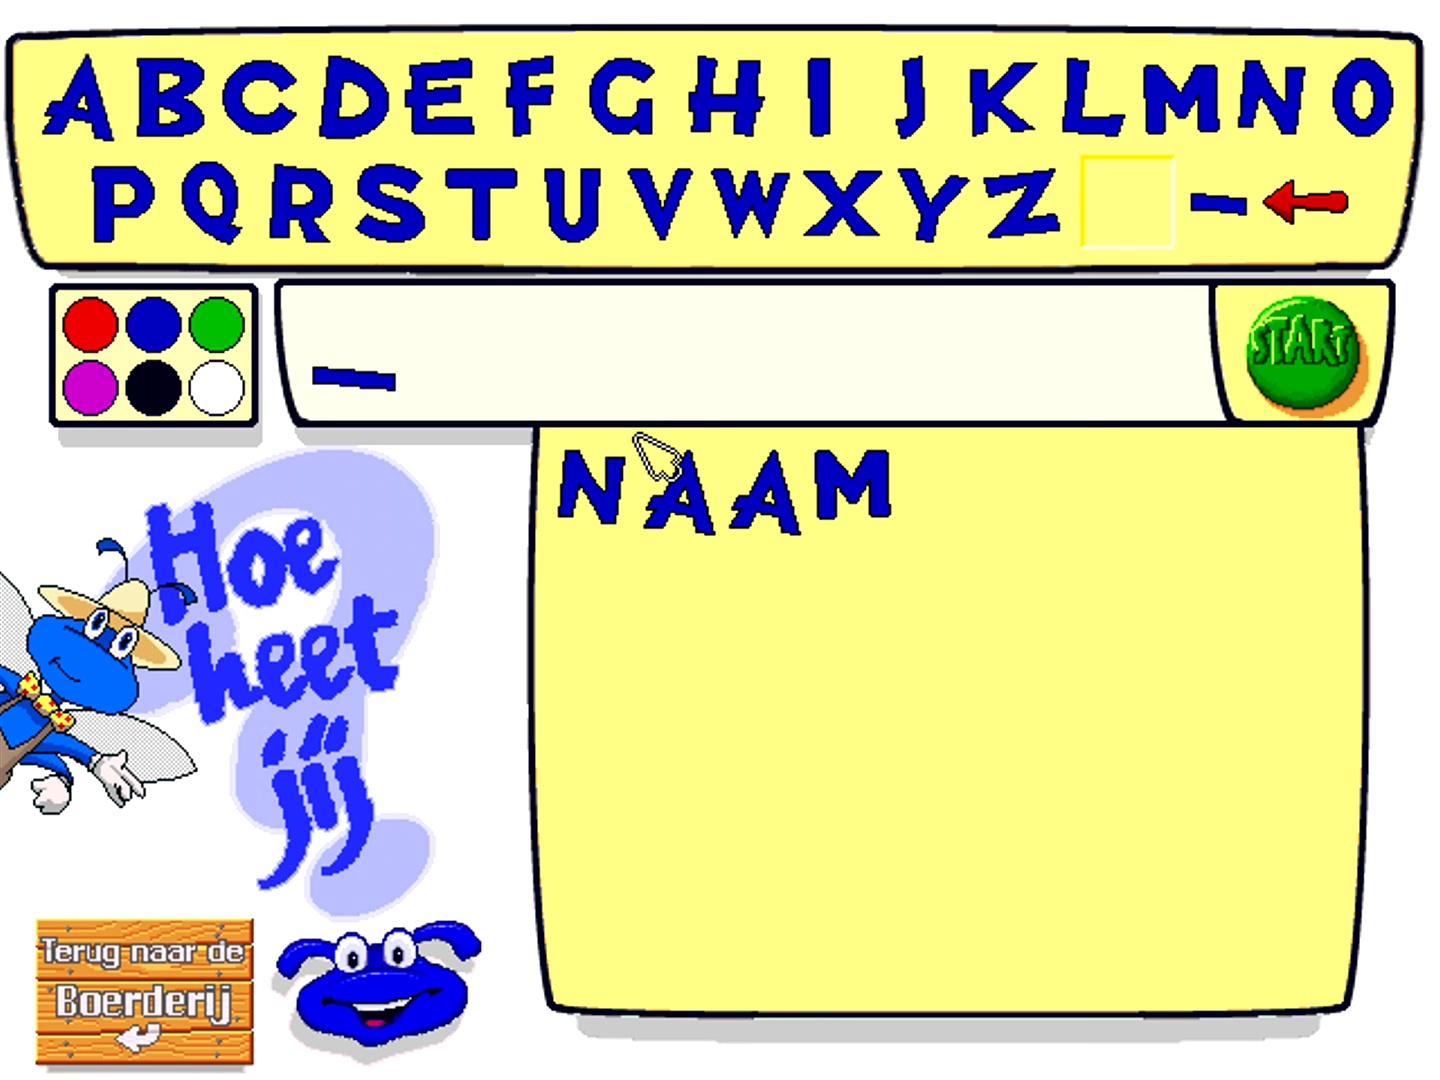 ABCDEFGHIJKLMNO
PQRSTUVWXYZ -
START
_
NAAM
Hoe
heet
jij
Terug naar de
Boerderij